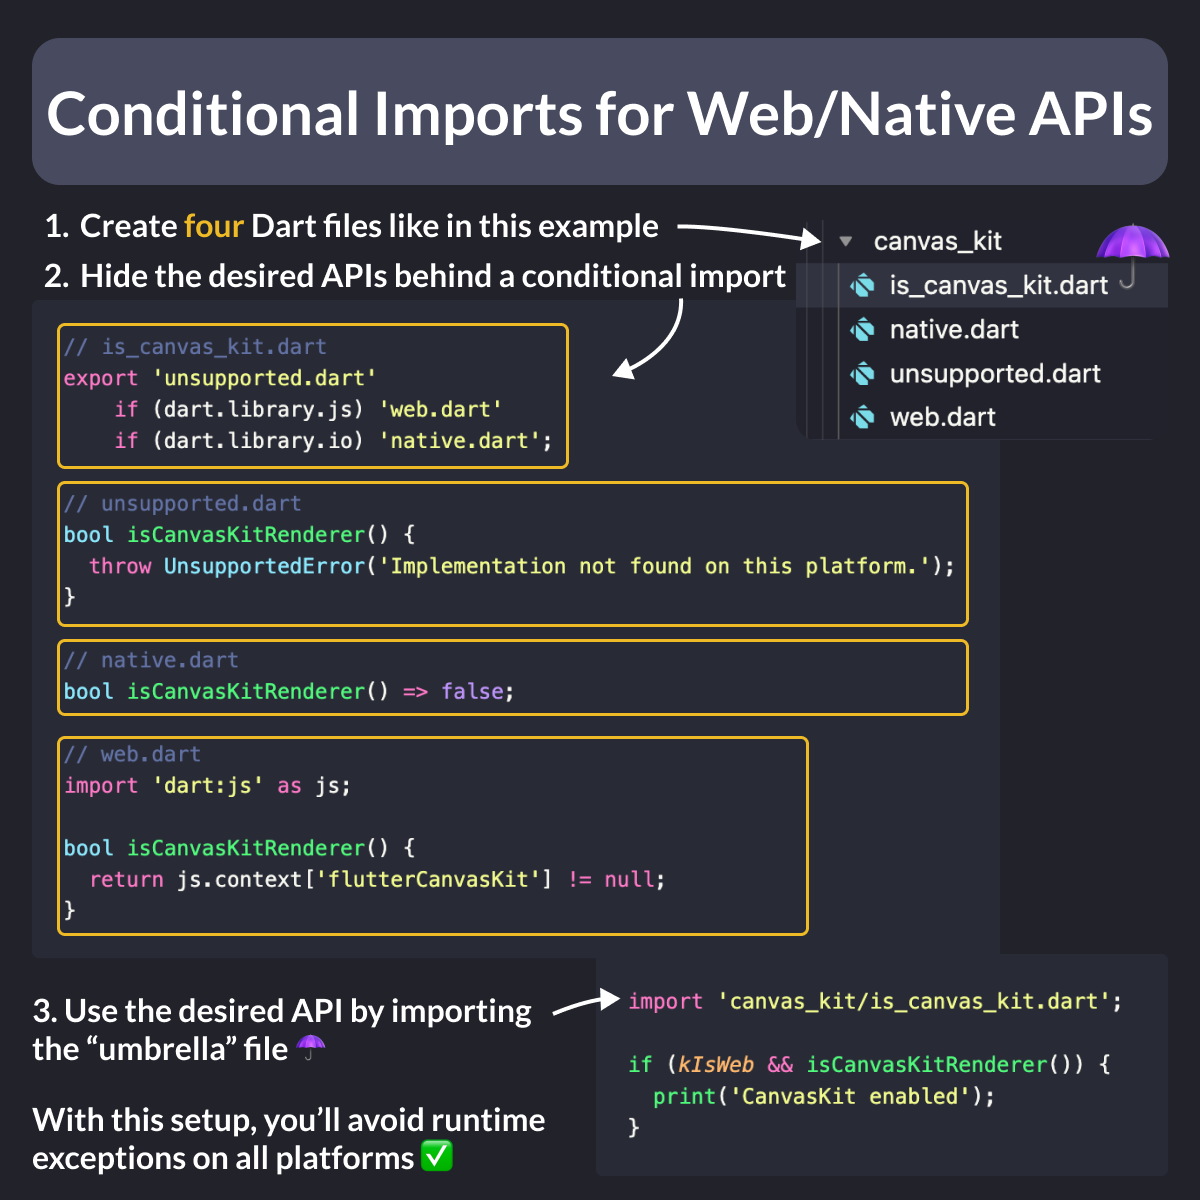 Conditional Imports for Web/Native APIs
1. Create four Dart files like in this example
2. Hide the desired APIs behind a conditional import
canvas_kit
is_canvas_kit.dart
native.dart
unsupported.dart
web.dart
// is_canvas_kit.dart
export 'unsupported.dart'
    if (dart.library.js) 'web.dart'
    if (dart.library.io) 'native.dart';
// unsupported.dart
bool isCanvasKitRenderer() {
  throw UnsupportedError('Implementation not found on this platform.');
}
// native.dart
bool isCanvasKitRenderer() => false;
// web.dart
import 'dart:js' as js;
bool isCanvasKitRenderer() {
  return js.context['flutterCanvasKit'] != null;
}
3. Use the desired API by importing
the “umbrella” file ☂
import 'canvas_kit/is_canvas_kit.dart';
if (kIsWeb && isCanvasKitRenderer()) {
  print('CanvasKit enabled');
}
With this setup, you’ll avoid runtime
exceptions on all platforms ✅